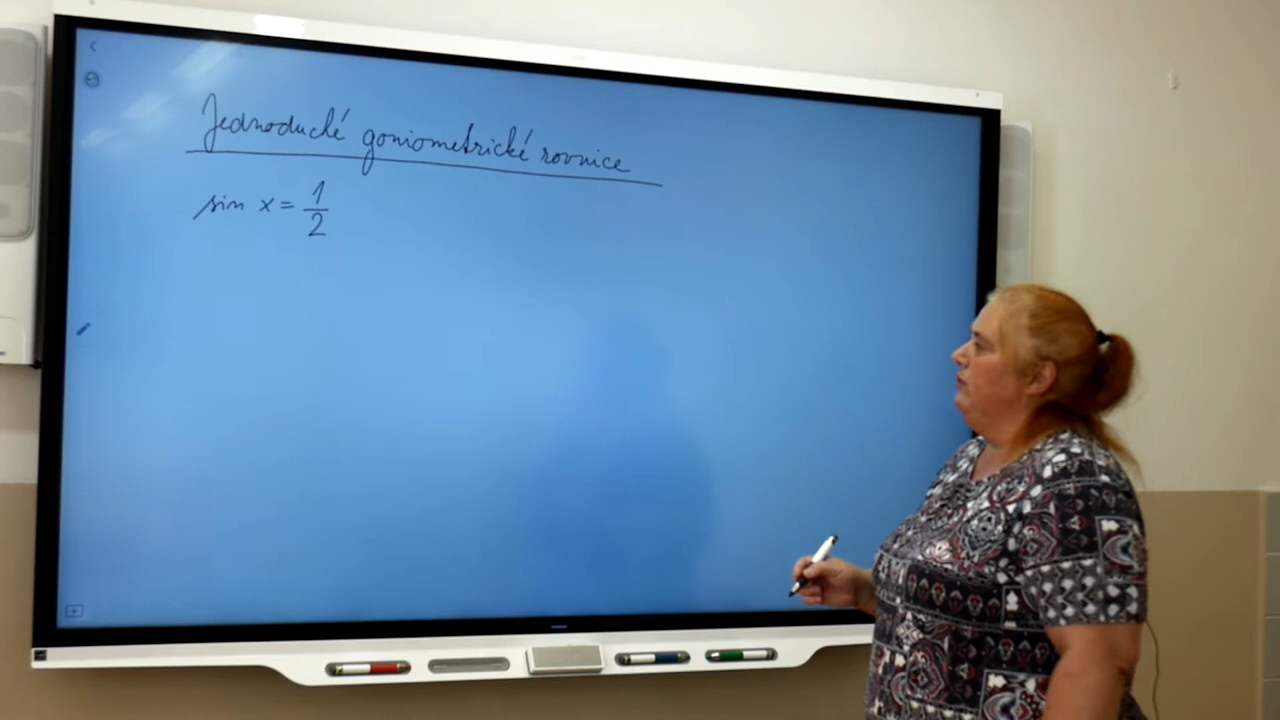 Jednoduché goniometrické rovnice
sin x = 1/2